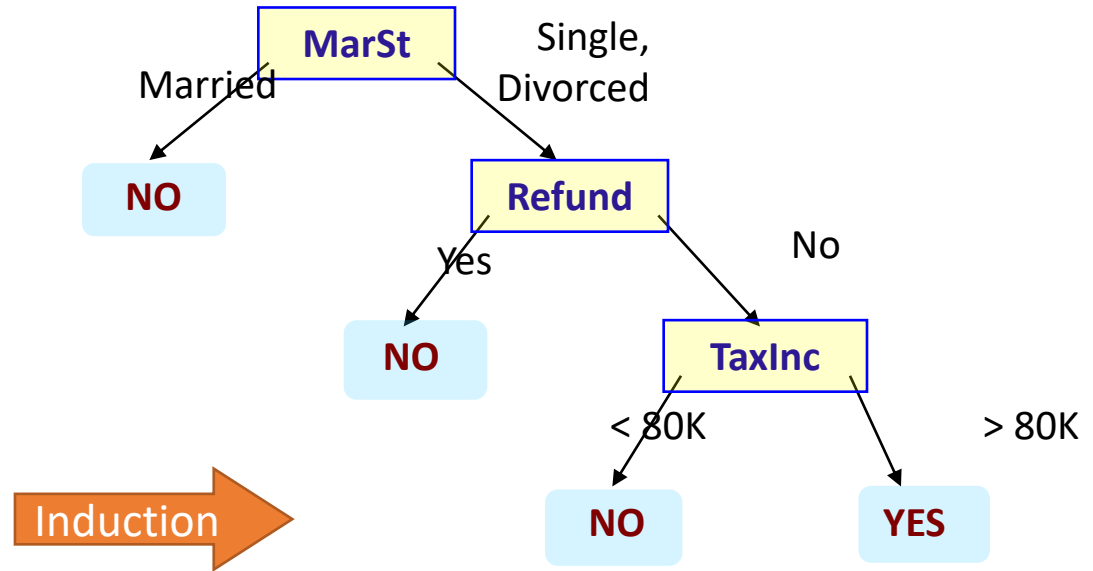 MarSt
Single,
Married
Divorced
NO
Refund
Yes
No
NO
TaxInc
< 80K
> 80K
Induction
NO
YES